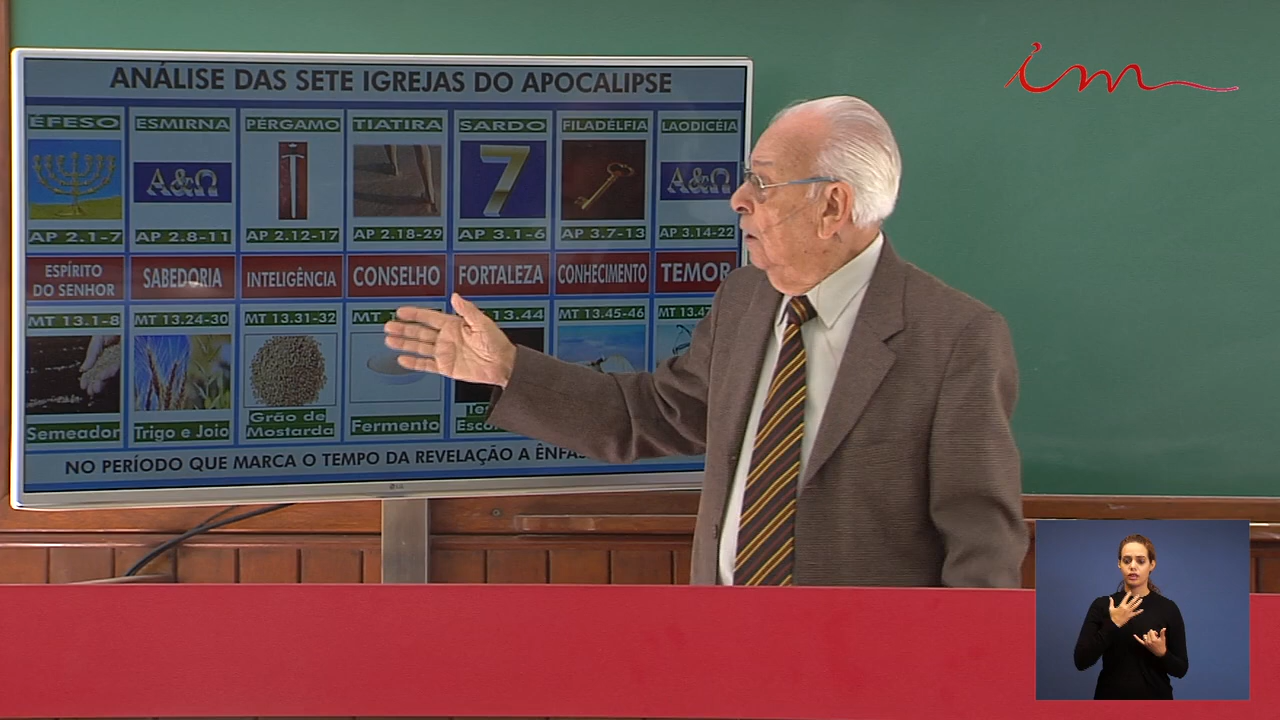 im
ANÁLISE DAS SETE IGREJAS DO APOCALIPSE
ÉFESO ESMIRNA PÉRGAMO TIATIRA SARDO FILADÉLFIA LAODICÉIA
Α&Ω 7 Α&Ω
AP 2.1-7 AP 2.8-11 AP 2.12-17 AP 2.18-29 AP 3.1-6 AP 3.7-13 AP 3.14-22
ESPÍRITO
DO SENHOR SABEDORIA INTELIGÊNCIA CONSELHO FORTALEZA CONHECIMENTO TEMOR
MT 13.1-8 MT 13.24-30 MT 13.31-32 MT 13.44 MT 13.45-46 MT 13.47
Semeador Trigo e Joio Grão de
Mostarda Fermento
NO PERÍODO QUE MARCA O TEMPO DA REVELAÇÃO A
LG